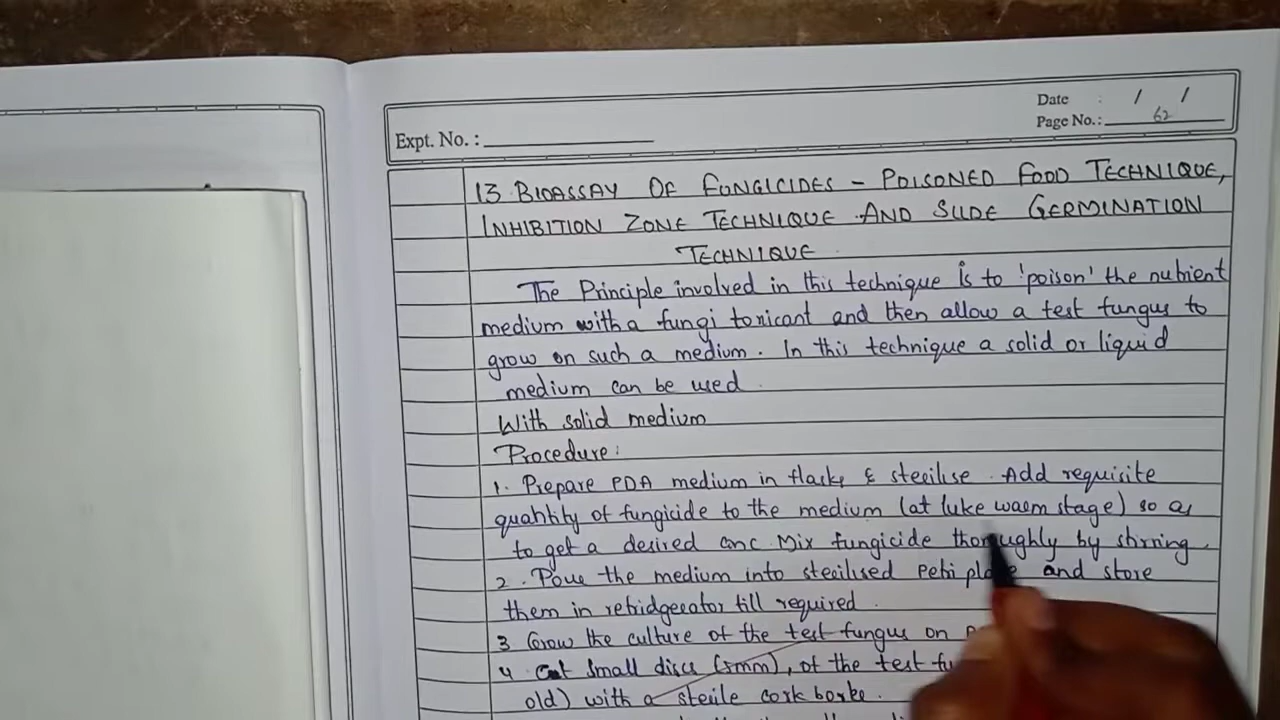 Date : / /
Page No.: 62
Expt. No. :
13. BIOASSAY OF FUNGICIDES - POISONED FOOD TECHNIQUE,
INHIBITION ZONE TECHNIQUE AND SLIDE GERMINATION
TECHNIQUE
The Principle involved in this technique is to 'poison' the nutrient
medium with a fungi toxicant and then allow a test fungus to
grow on such a medium. In this technique a solid or liquid
medium can be used
With solid medium
Procedure:
1. Prepare PDA medium in flasks & sterilise. Add requisite
quantity of fungicide to the medium (at luke warm stage) so as
to get a desired conc Mix fungicide thoroughly by stirring.
2. Pour the medium into sterilised Petri plate and store
them in refridgerator till required.
3 Grow the culture of the test fungus on
4 Cut small discs (5mm), of the test
old) with a sterile cork borke.